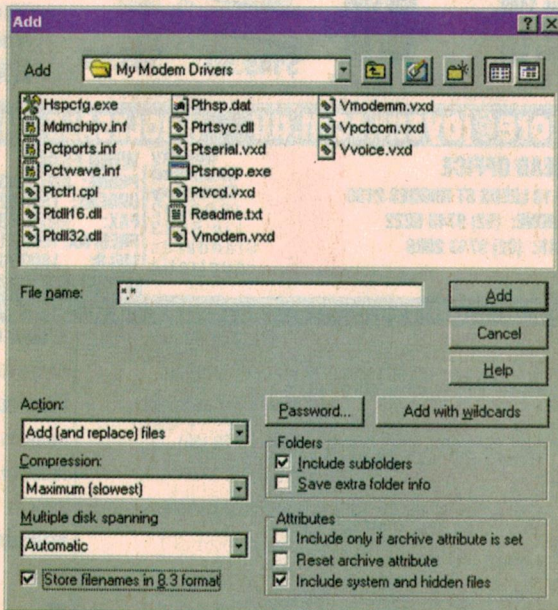 Add
Add My Modem Drivers
Hspcfg.exe
Mdmchipv.inf
Pctports.inf
Pctwave.inf
Ptctrl.cpl
Ptdll16.dll
Ptdll32.dll
Pthsp.dat
Ptrtsyc.dll
Ptserial.vxd
Ptsnoop.exe
Ptvcd.vxd
Readme.txt
Vmodem.vxd
Vmodemm.vxd
Vpctcom.vxd
Vvoice.vxd
File name: *.*
Add
Cancel
Help
Action:
Add (and replace) files
Compression:
Maximum (slowest)
Multiple disk spanning
Automatic
Store filenames in 8.3 format
Password...
Add with wildcards
Folders
Include subfolders
Save extra folder info
Attributes
Include only if archive attribute is set
Reset archive attribute
Include system and hidden files